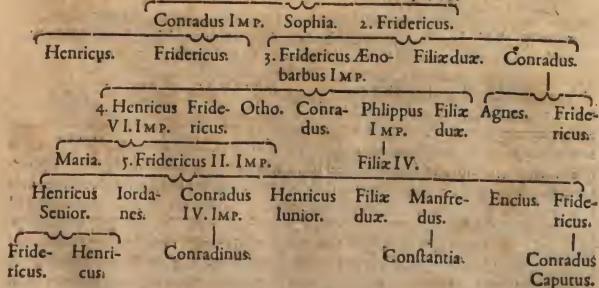 Conradus IMP. Sophia. 2. Fridericus.
Henricus. Fridericus. 3. Fridericus Æno- Filiæ duæ. Conradus.
barbus IMP.
4. Henricus Fride- Otho. Conra- Phlippus Filiæ Agnes. Fride-
VI. IMP. ricus. dus. IMP. duæ. ricus.
Maria. 5. Fridericus II. IMP. Filiæ IV.
Henricus Iorda- Conradus Henricus Filiæ Manfre- Encius. Fride-
Senior. nes. IV. IMP. Iunior. duæ. dus. ricus.
Fride- Henri- Conradinus. Conſtantia. Conradus
ricus. cus. Caputus.